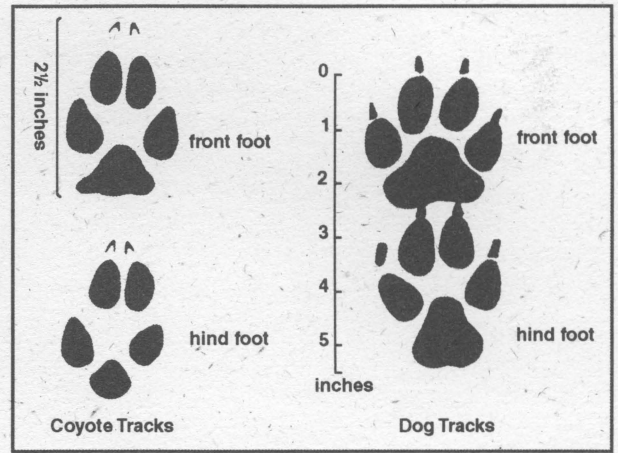 2½ inches
front foot
hind foot
Coyote Tracks
0
1
2
3
4
5
inches
front foot
hind foot
Dog Tracks